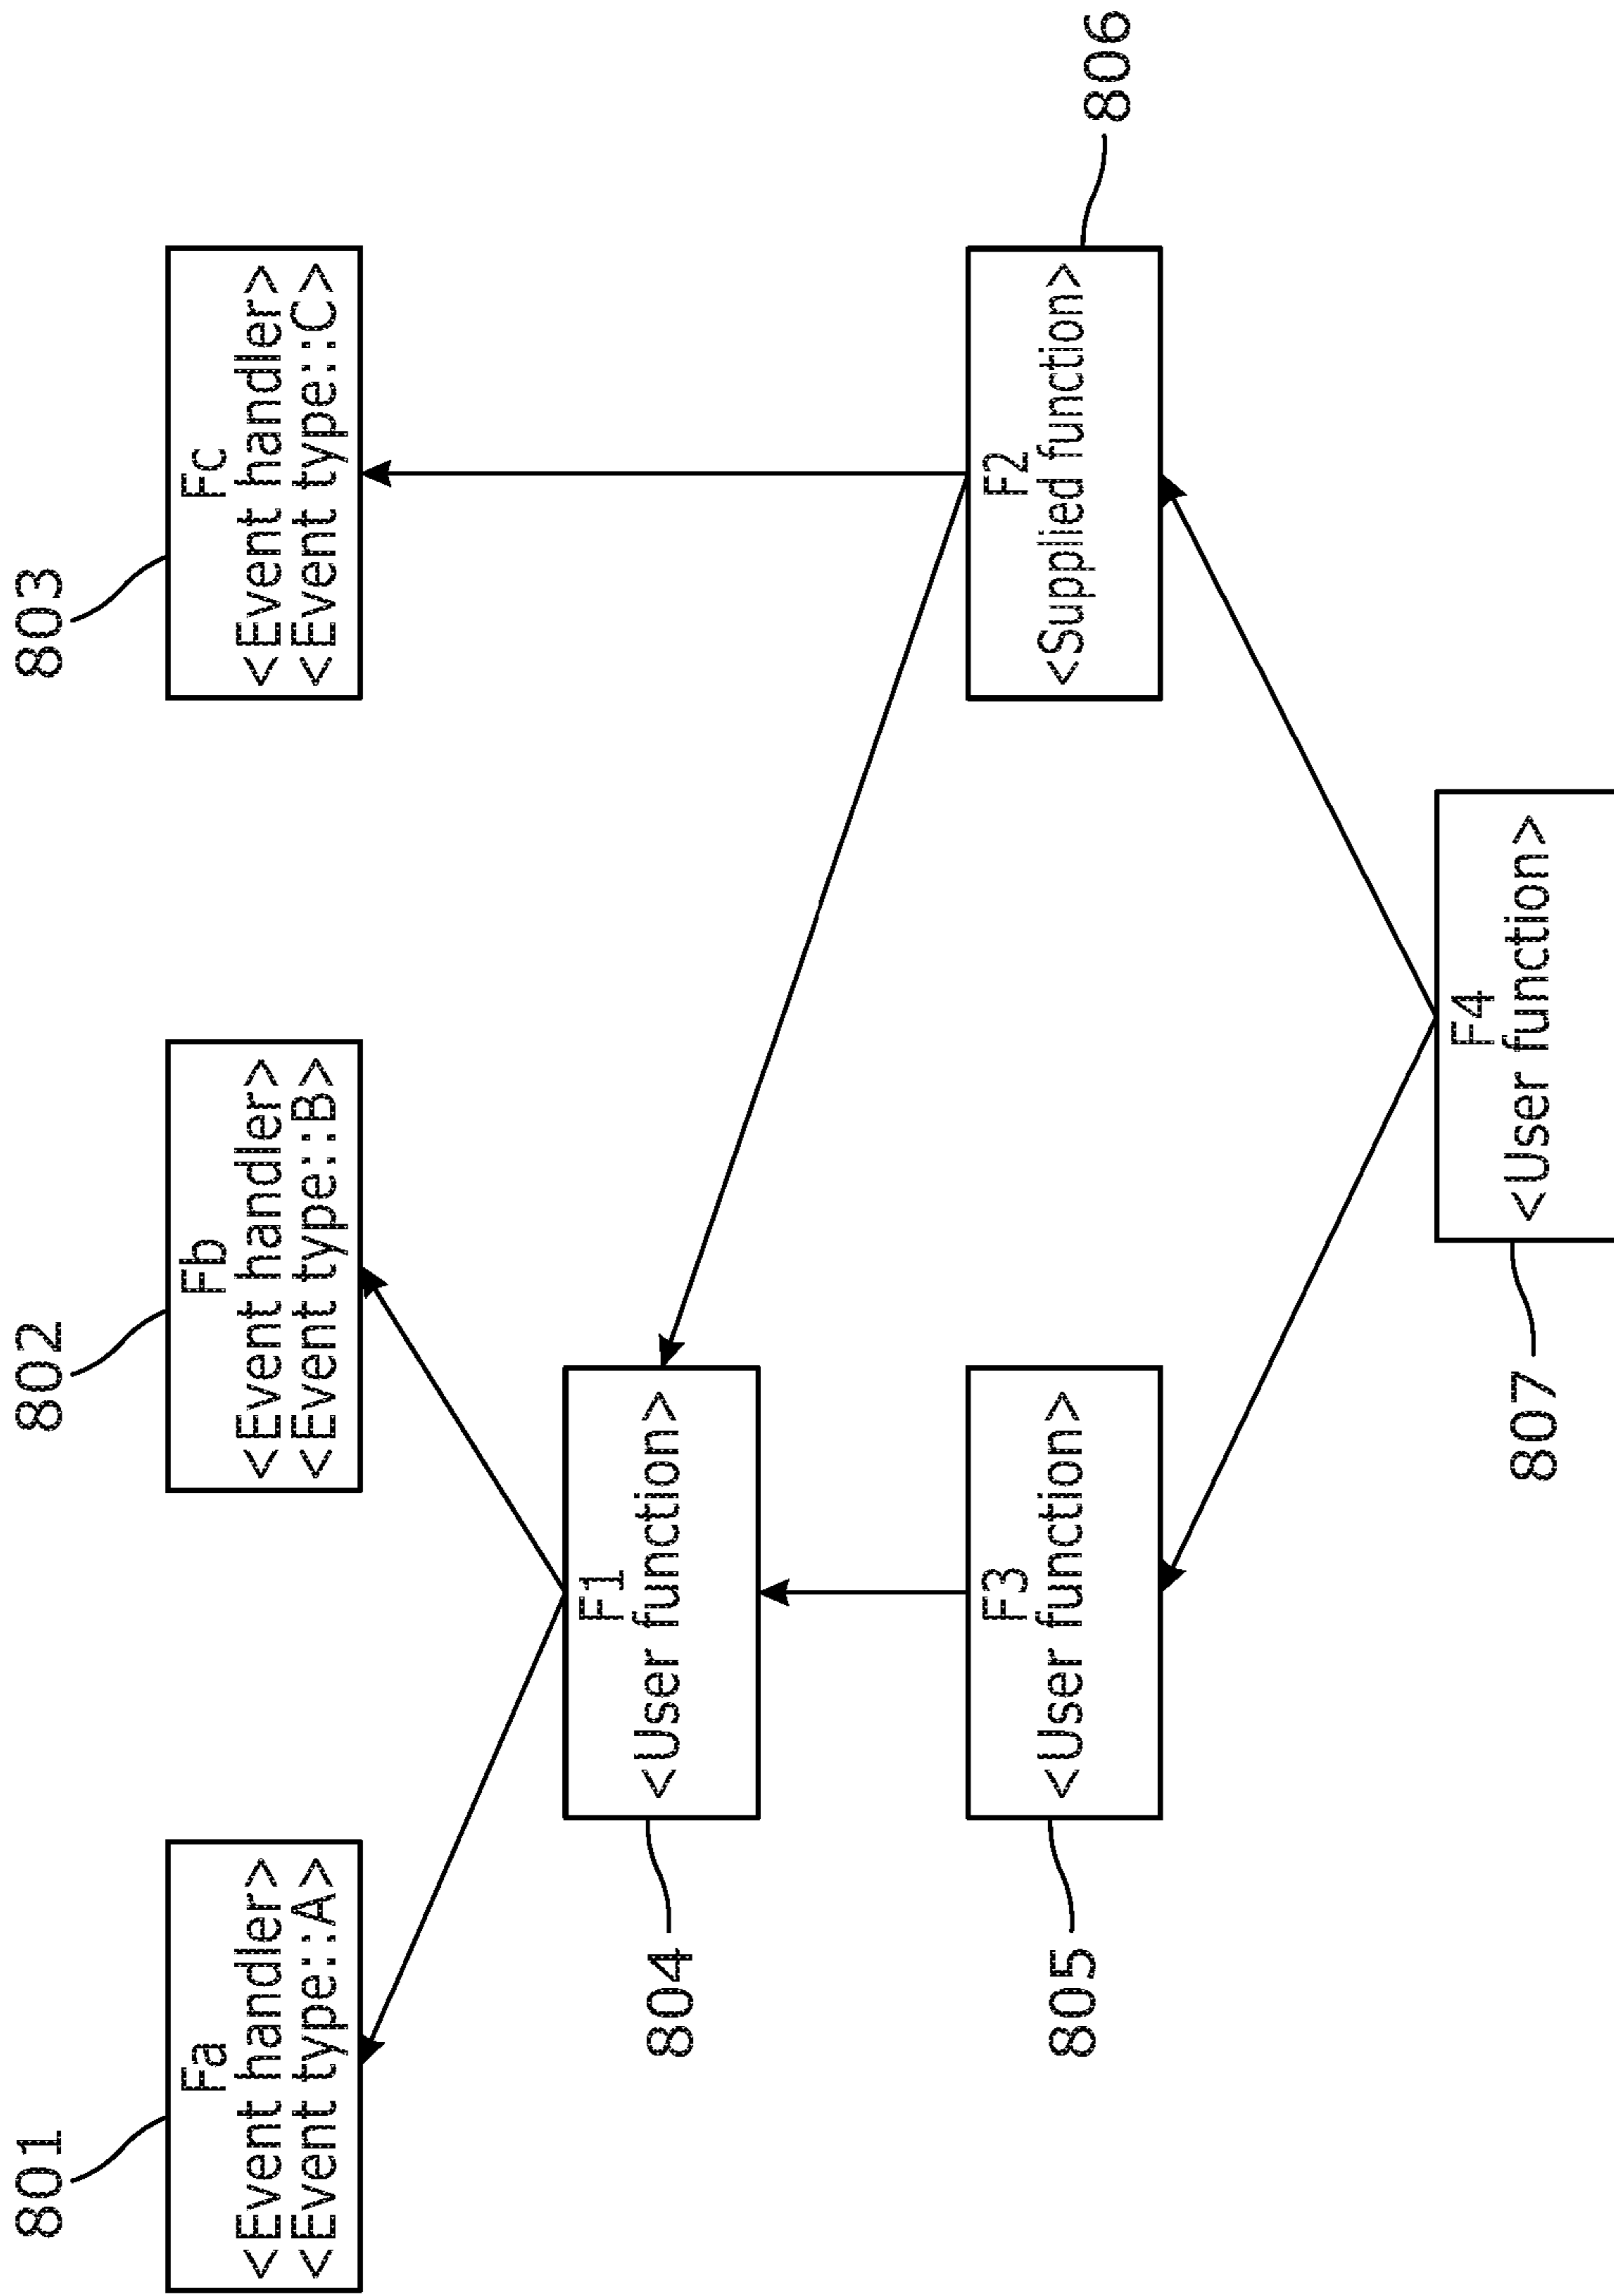 801
Fa
<Event handler>
<Event type::A>
802
Fb
<Event handler>
<Event type::B>
803
Fc
<Event handler>
<Event type::C>
804
F1
<User function>
805
F3
<User function>
F2
<Supplied function>
806
807
F4
<User function>